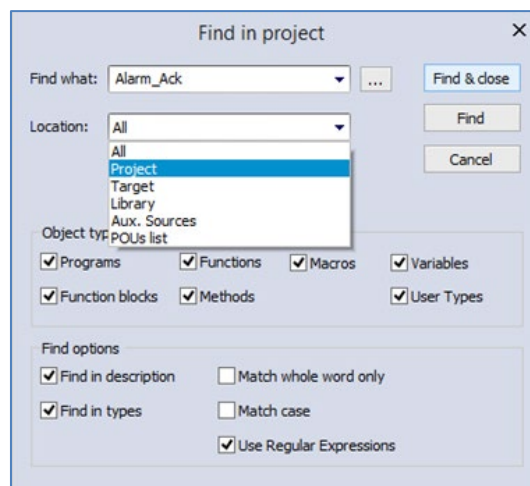 Find in project
Find what: Alarm_Ack ... Find & close
Location: All Find
All
Project Cancel
Target
Library
Aux. Sources
POUs list
Object typ
Programs Functions Macros Variables
Function blocks Methods User Types
Find options
Find in description Match whole word only
Find in types Match case
Use Regular Expressions